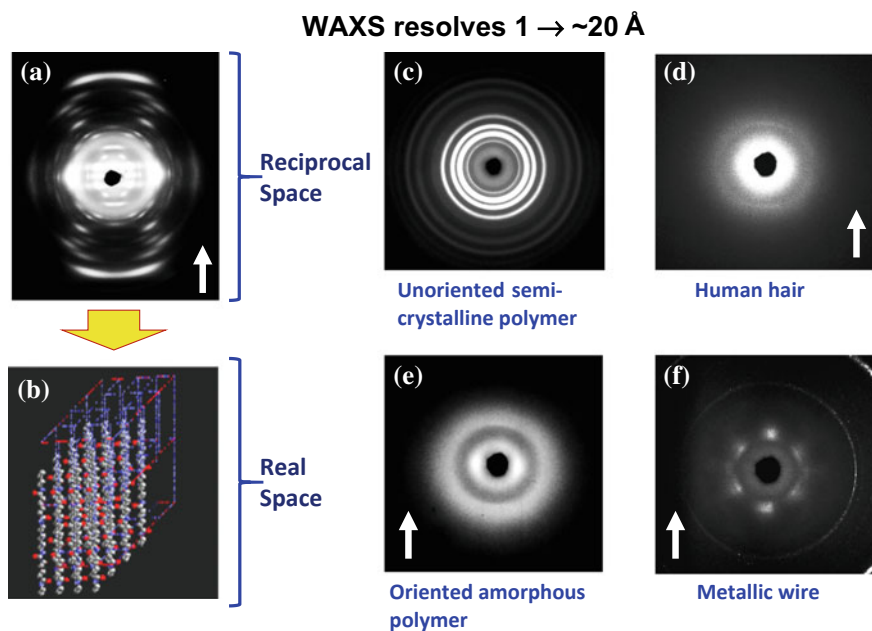 WAXS resolves 1 → ~20 Å
(a)
Reciprocal
Space
(c)
Unoriented semi-
crystalline polymer
(d)
Human hair
(b)
Real
Space
(e)
Oriented amorphous
polymer
(f)
Metallic wire